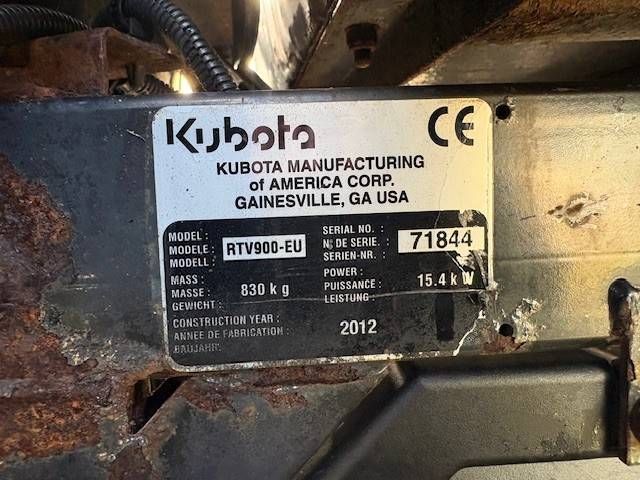 Kubota CE
KUBOTA MANUFACTURING
of AMERICA CORP.
GAINESVILLE, GA USA
MODEL :
MODELE :
MODELL :
RTV900-EU
SERIAL NO. :
N. DE SERIE. :
SERIEN-NR. :
71844
MASS :
MASSE :
GEWICHT :
830 kg
POWER :
PUISSANCE :
LEISTUNG
15.4 kW
CONSTRUCTION YEAR :
ANNEE DE FABRICATION :
BAUJAHR
2012